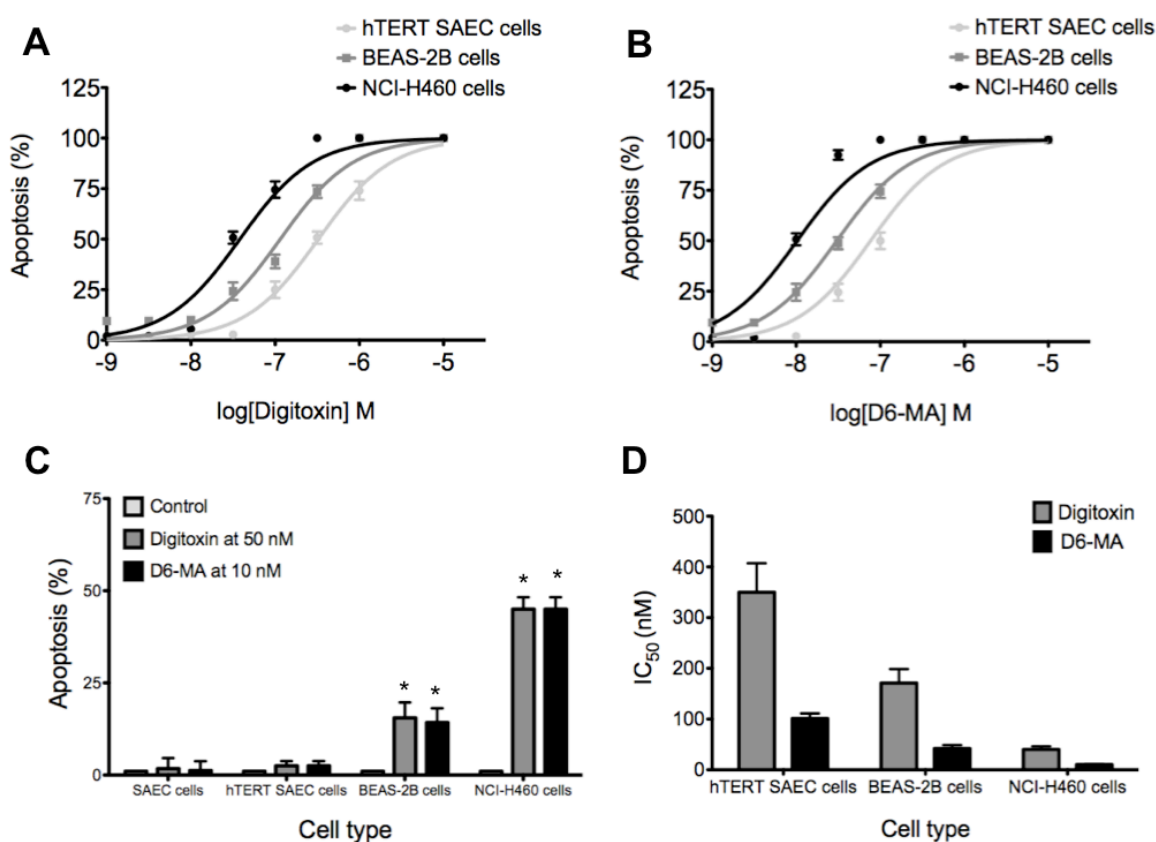 A
hTERT SAEC cells
BEAS-2B cells
NCI-H460 cells
Apoptosis (%)
125
100
75
50
25
0
-9 -8 -7 -6 -5
log[Digitoxin] M
B
hTERT SAEC cells
BEAS-2B cells
NCI-H460 cells
Apoptosis (%)
125
100
75
50
25
0
-9 -8 -7 -6 -5
log[D6-MA] M
C
Control
Digitoxin at 50 nM
D6-MA at 10 nM
Apoptosis (%)
75
50
25
0
* * * *
SAEC cells hTERT SAEC cells BEAS-2B cells NCI-H460 cells
Cell type
D
Digitoxin
D6-MA
IC50 (nM)
500
400
300
200
100
0
hTERT SAEC cells BEAS-2B cells NCI-H460 cells
Cell type